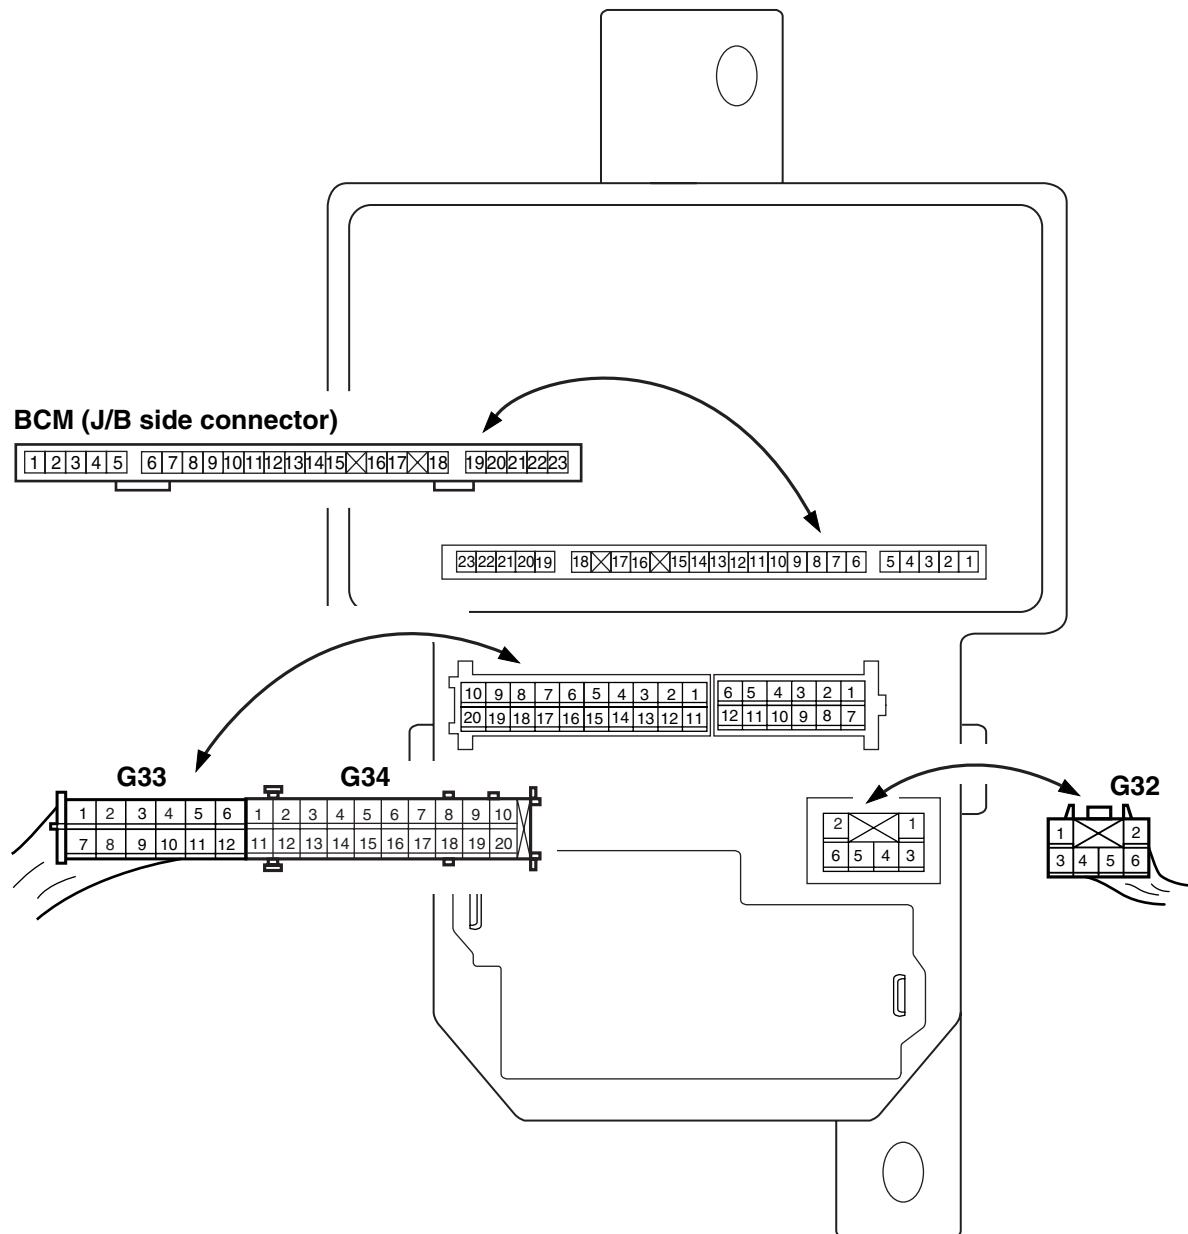 BCM (J/B side connector)
1 2 3 4 5 6 7 8 9 10 11 12 13 14 15 16 17 18 19 20 21 22 23
23 22 21 20 19 18 17 16 15 14 13 12 11 10 9 8 7 6 5 4 3 2 1
10 9 8 7 6 5 4 3 2 1 6 5 4 3 2 1
20 19 18 17 16 15 14 13 12 11 12 11 10 9 8 7
G33 G34
1 2 3 4 5 6 1 2 3 4 5 6 7 8 9 10
7 8 9 10 11 12 11 12 13 14 15 16 17 18 19 20
2 1
6 5 4 3
G32
1 2
3 4 5 6